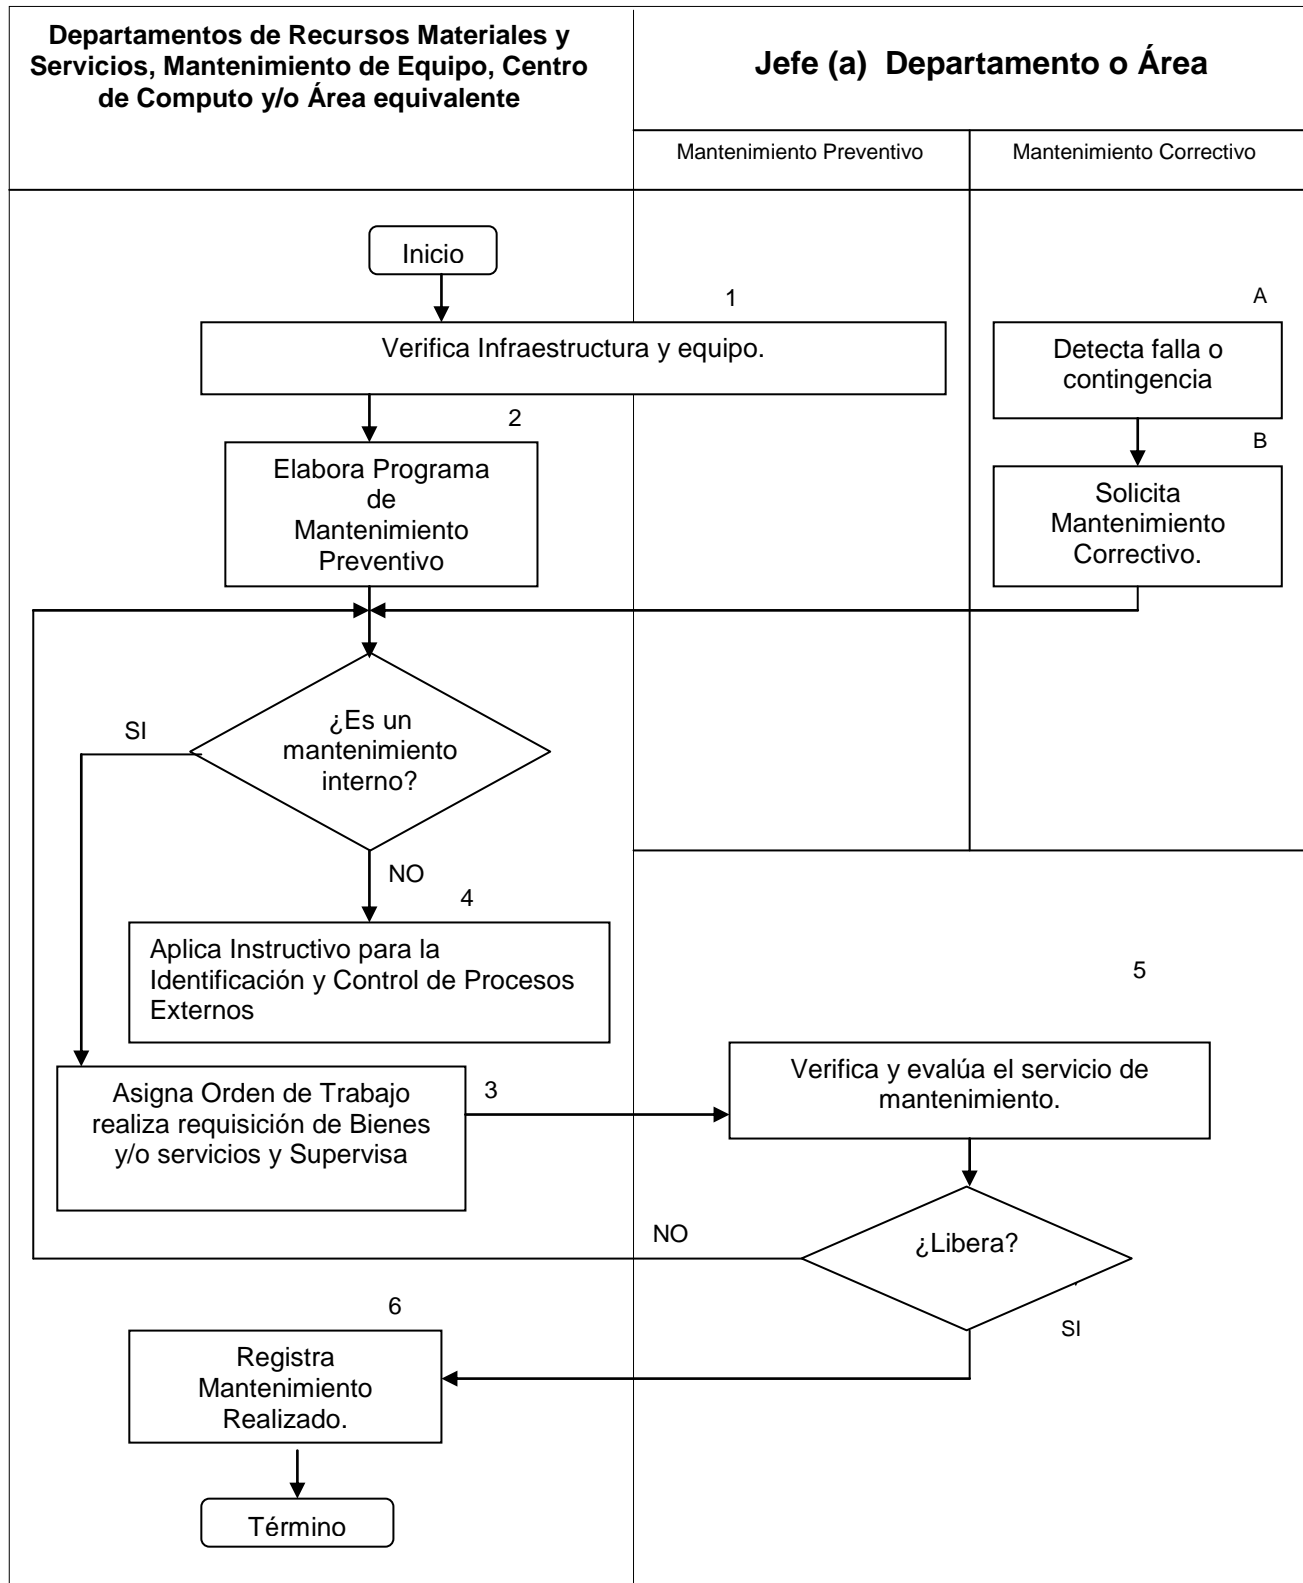 Departamentos de Recursos Materiales y
Servicios, Mantenimiento de Equipo, Centro
de Computo y/o Área equivalente
Jefe (a)  Departamento o Área
Mantenimiento Preventivo
Mantenimiento Correctivo
Inicio
1
Verifica Infraestructura y equipo.
A
Detecta falla o
contingencia
2
Elabora Programa
de
Mantenimiento
Preventivo
B
Solicita
Mantenimiento
Correctivo.
¿Es un
mantenimiento
interno?
SI
NO
4
Aplica Instructivo para la
Identificación y Control de Procesos
Externos
3
Asigna Orden de Trabajo
realiza requisición de Bienes
y/o servicios y Supervisa
5
Verifica y evalúa el servicio de
mantenimiento.
¿Libera?
NO
SI
6
Registra
Mantenimiento
Realizado.
Término